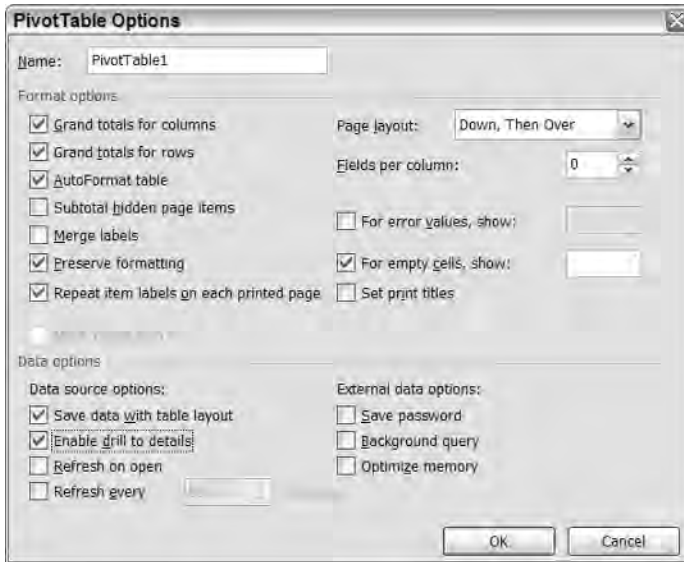 PivotTable Options
Name: PivotTable1
Format options
Grand totals for columns
Grand totals for rows
AutoFormat table
Subtotal hidden page items
Merge labels
Preserve formatting
Repeat item labels on each printed page
Page layout: Down, Then Over
Fields per column: 0
For error values, show:
For empty cells, show:
Set print titles
Data options
Data source options:
Save data with table layout
Enable drill to details
Refresh on open
Refresh every
External data options:
Save password
Background query
Optimize memory
OK
Cancel